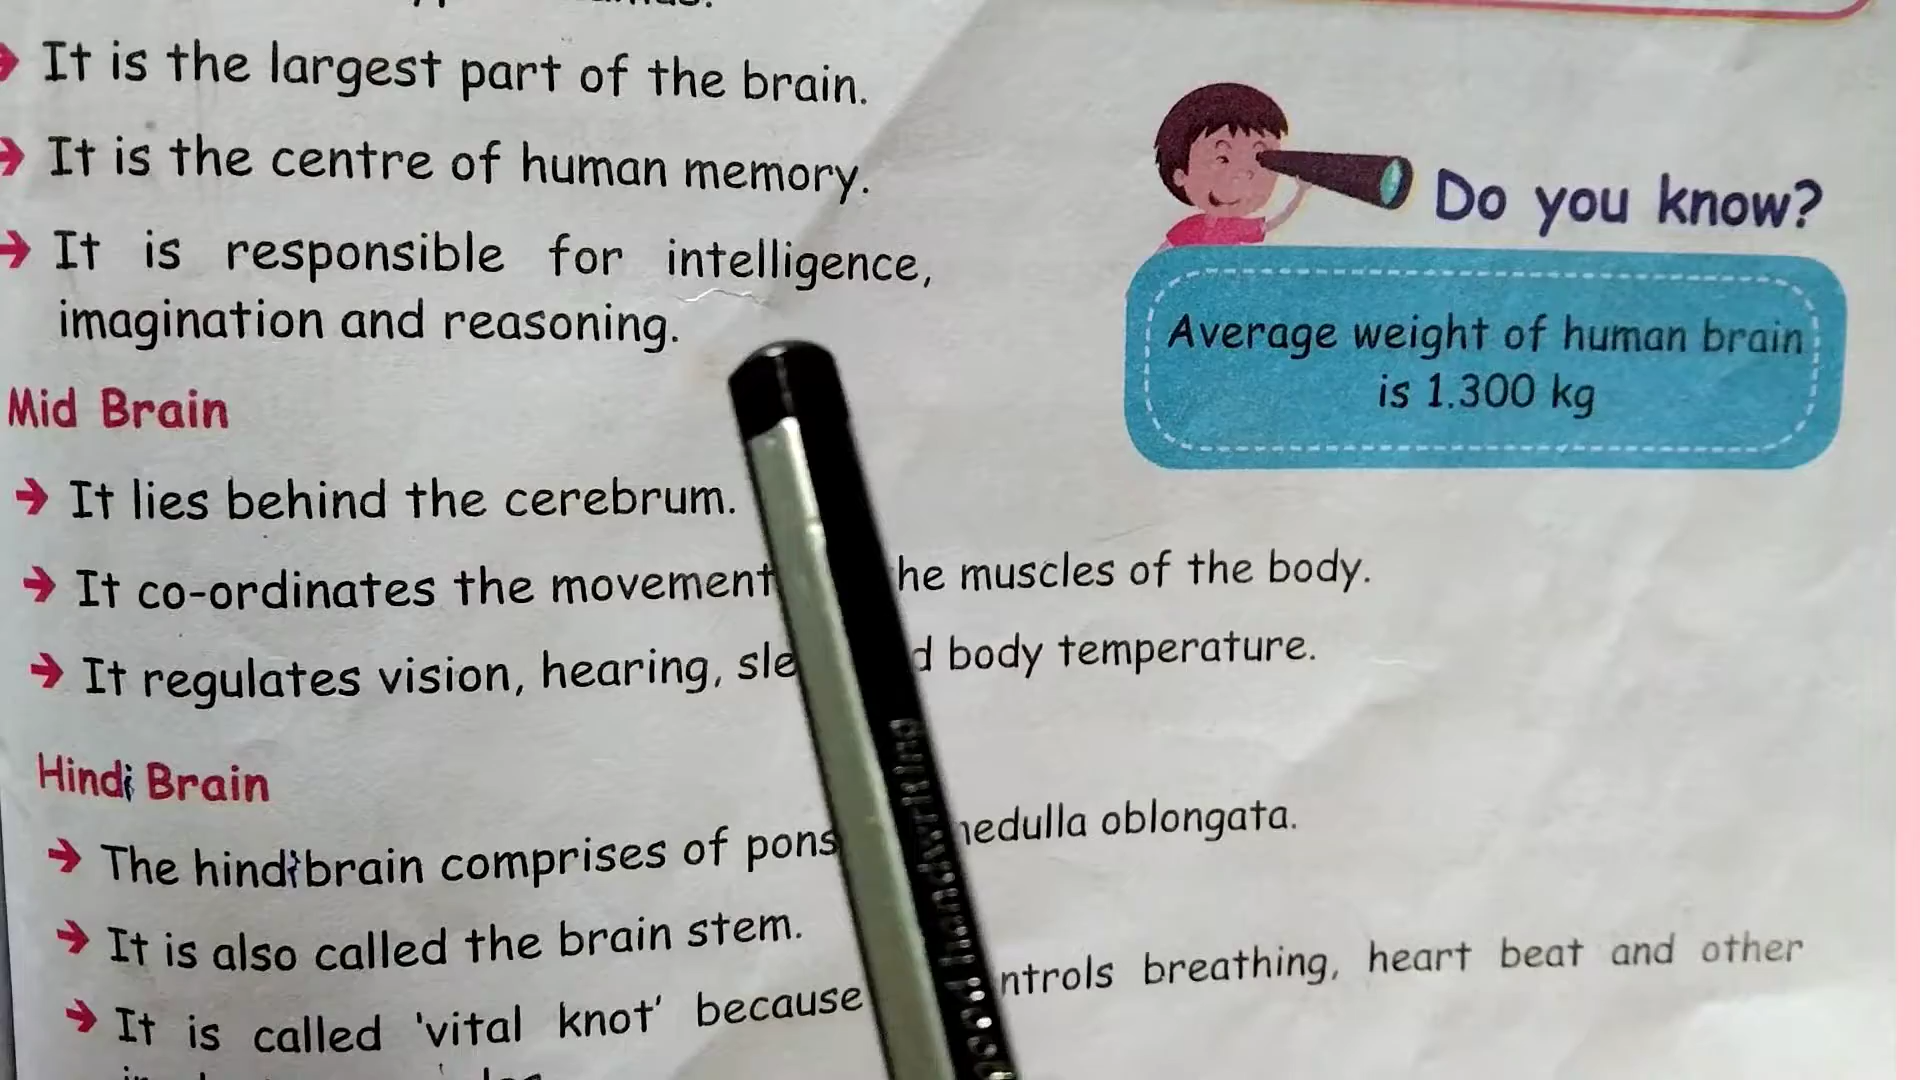 It is the largest part of the brain.
It is the centre of human memory.
It is responsible for intelligence,
imagination and reasoning.
Do you know?
Average weight of human brain
is 1.300 kg
Mid Brain
It lies behind the cerebrum.
It co-ordinates the movement he muscles of the body.
It regulates vision, hearing, sle d body temperature.
Hindi Brain
The hind brain comprises of pons edulla oblongata.
It is also called the brain stem.
It is called 'vital knot' because ntrols breathing, heart beat and other
handwriting